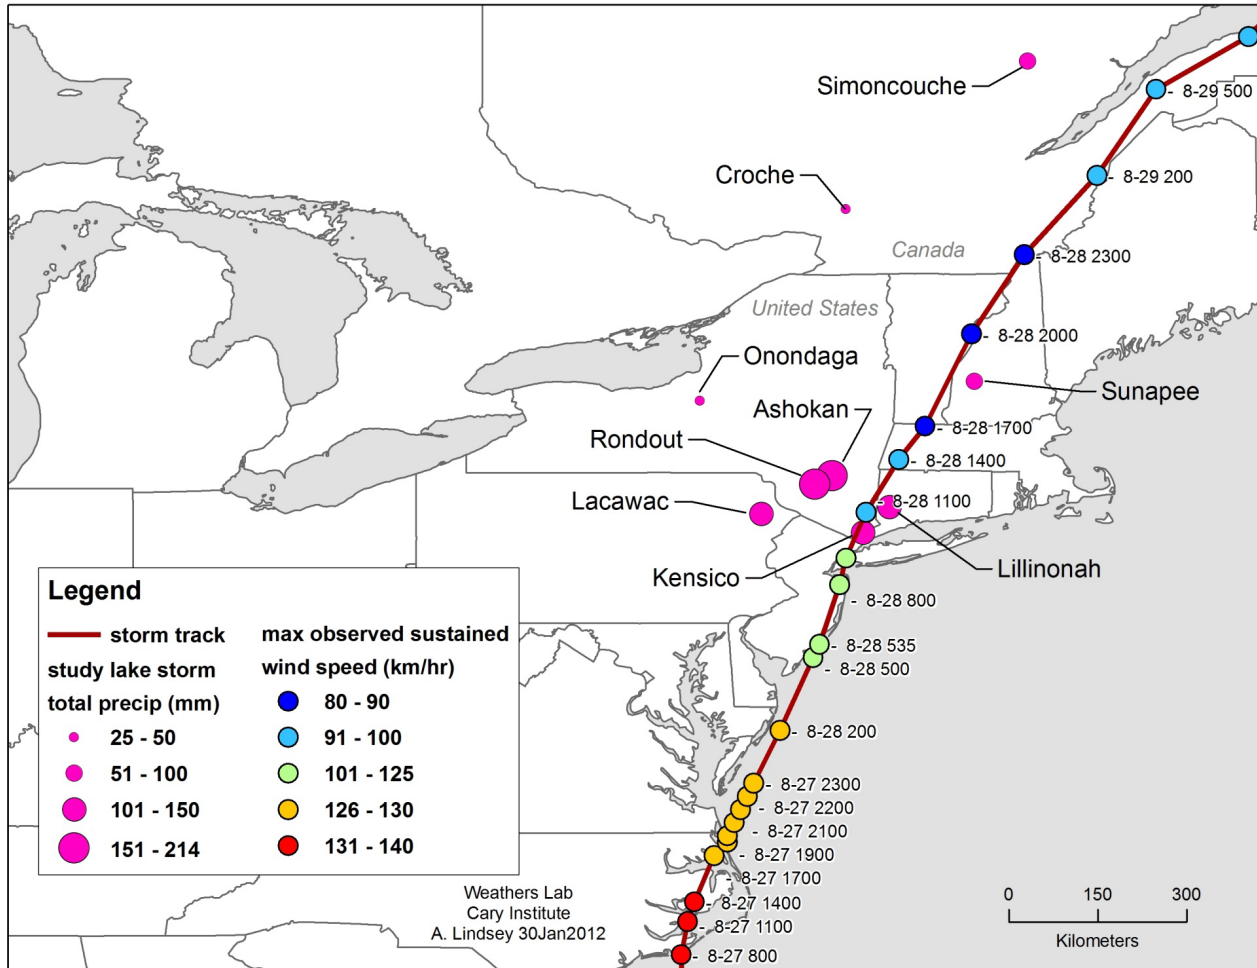 Simoncouche
- 8-29 500
Croche
- 8-29 200
Canada
- 8-28 2300
United States
- 8-28 2000
Onondaga
Sunapee
Ashokan
- 8-28 1700
Rondout
- 8-28 1400
Lacawac
- 8-28 1100
Kensico
Lillinonah
- 8-28 800
- 8-28 535
- 8-28 500
- 8-28 200
- 8-27 2300
- 8-27 2200
- 8-27 2100
- 8-27 1900
- 8-27 1700
- 8-27 1400
- 8-27 1100
- 8-27 800
Legend
storm track
study lake storm
total precip (mm)
25 - 50
51 - 100
101 - 150
151 - 214
max observed sustained
wind speed (km/hr)
80 - 90
91 - 100
101 - 125
126 - 130
131 - 140
Weathers Lab
Cary Institute
A. Lindsey 30Jan2012
0 150 300
Kilometers